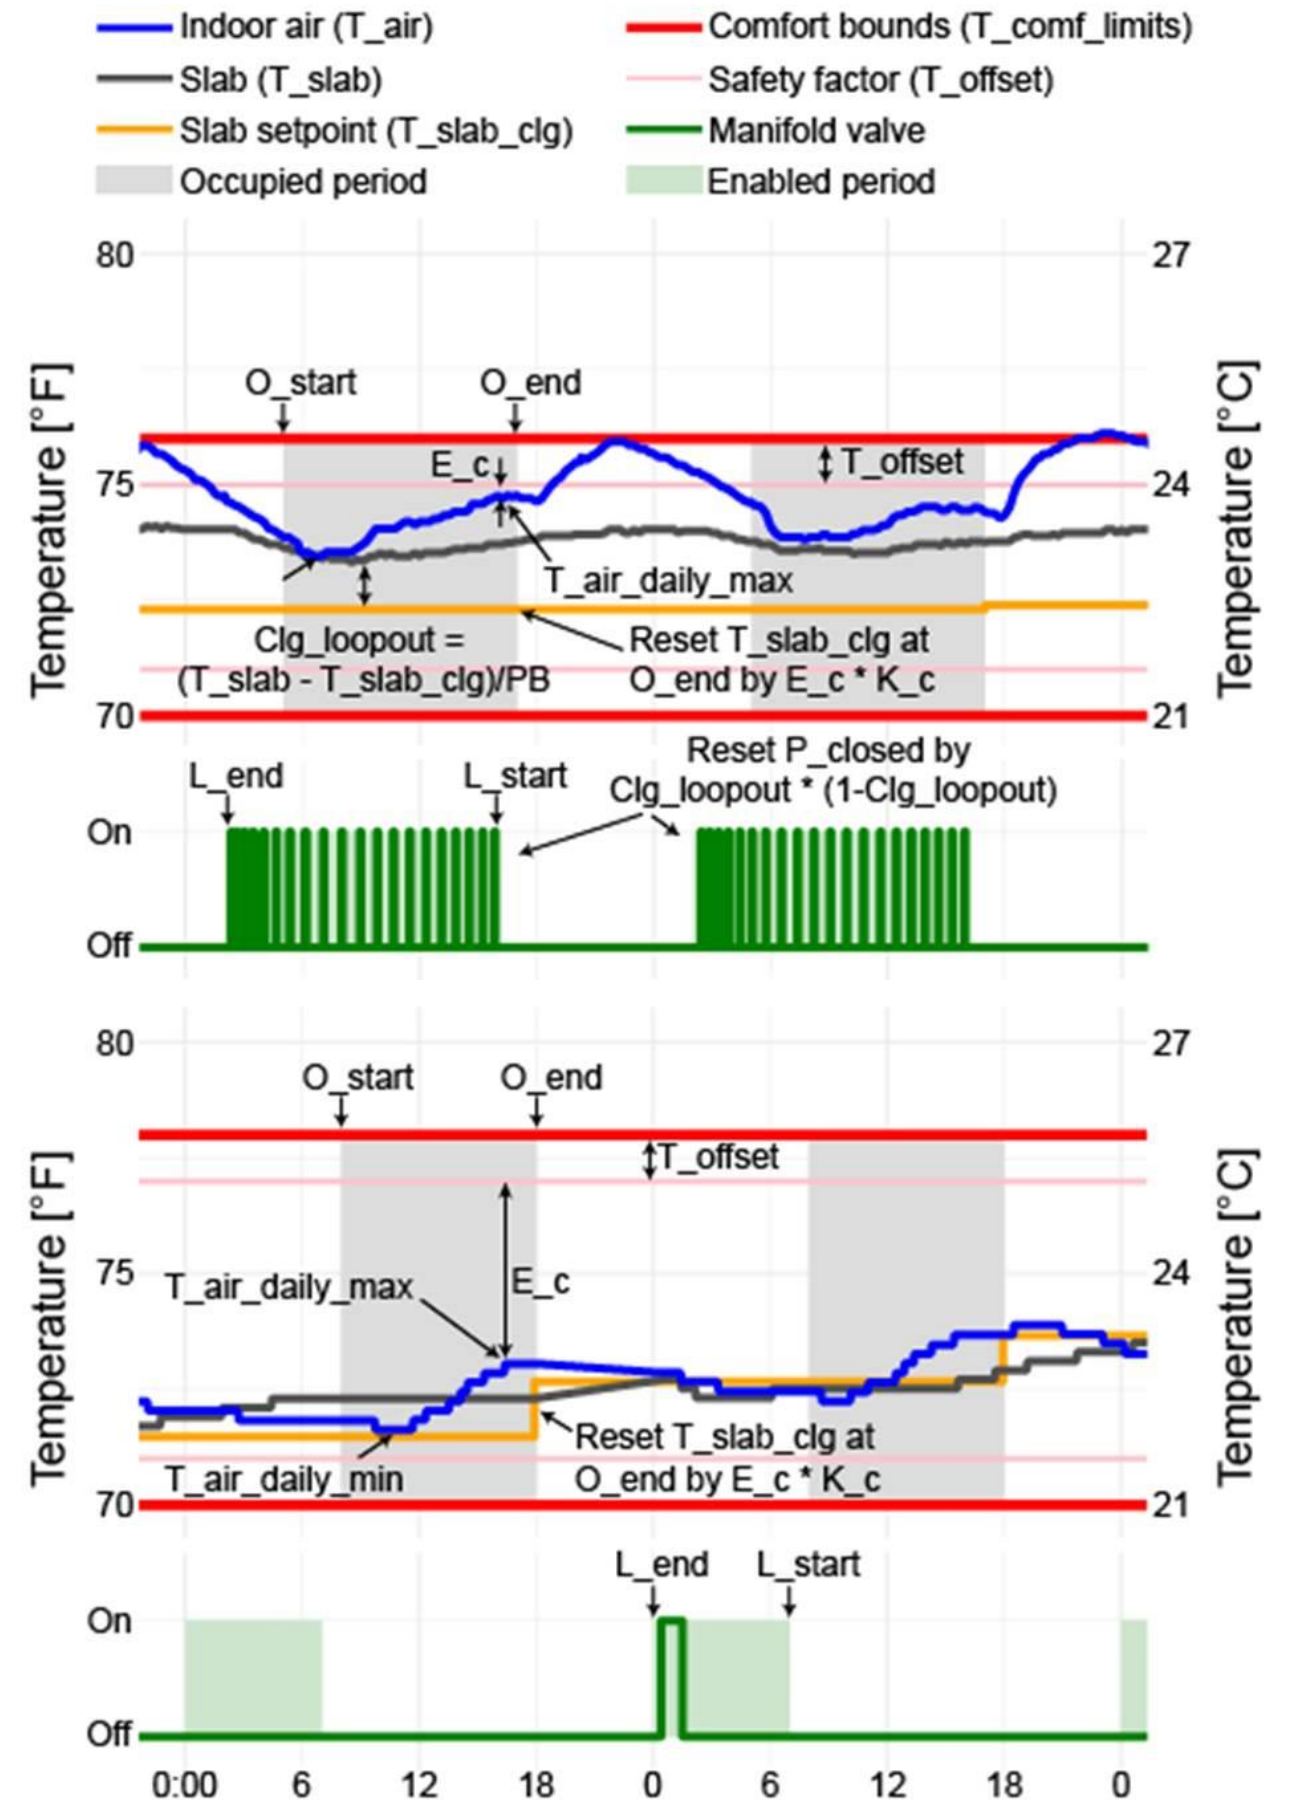 Indoor air (T_air)
Comfort bounds (T_comf_limits)
Slab (T_slab)
Safety factor (T_offset)
Slab setpoint (T_slab_clg)
Manifold valve
Occupied period
Enabled period
80
27
O_start
O_end
E_c
T_offset
75
24
T_air_daily_max
Clg_loopout =
(T_slab - T_slab_clg)/PB
Reset T_slab_clg at
O_end by E_c * K_c
70
21
Temperature [°F]
Temperature [°C]
Reset P_closed by
Clg_loopout * (1-Clg_loopout)
L_end
L_start
On
Off
80
27
O_start
O_end
T_offset
75
24
T_air_daily_max
E_c
Reset T_slab_clg at
O_end by E_c * K_c
T_air_daily_min
70
21
Temperature [°F]
Temperature [°C]
L_end
L_start
On
Off
0:00
6
12
18
0
6
12
18
0